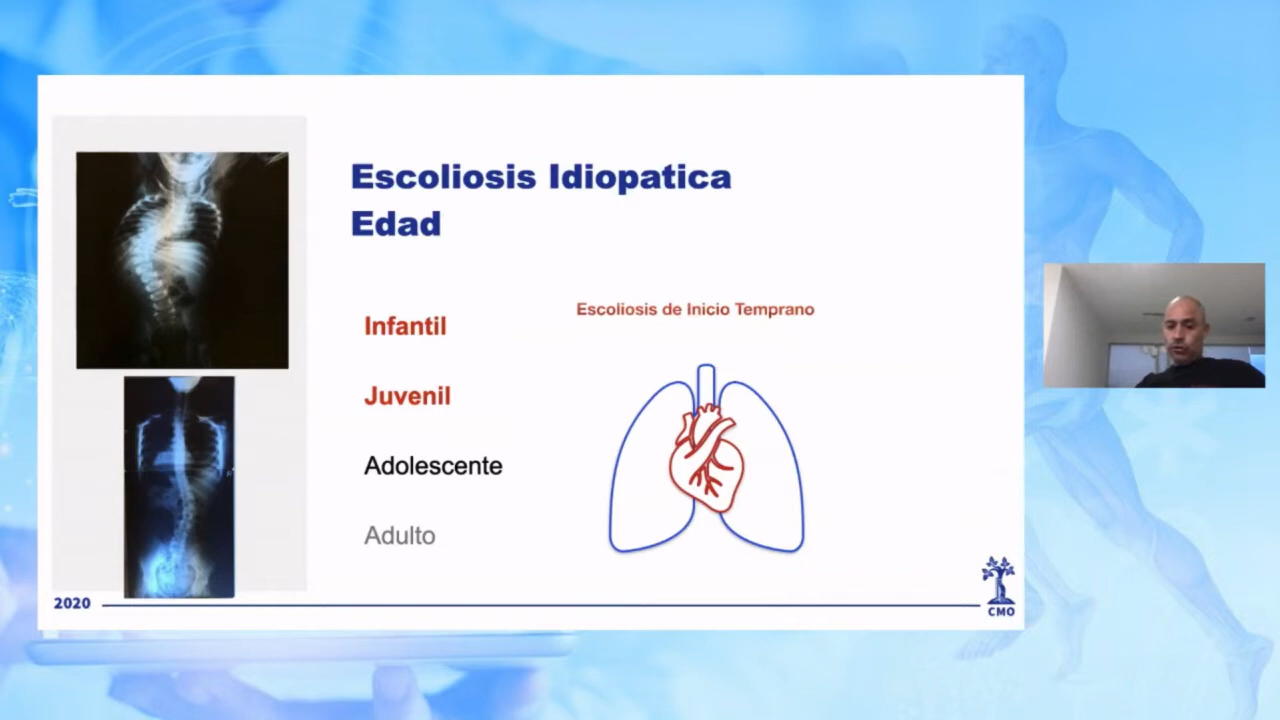 Escoliosis Idiopatica
Edad
Escoliosis de Inicio Temprano
Infantil
Juvenil
Adolescente
Adulto
2020
CMO